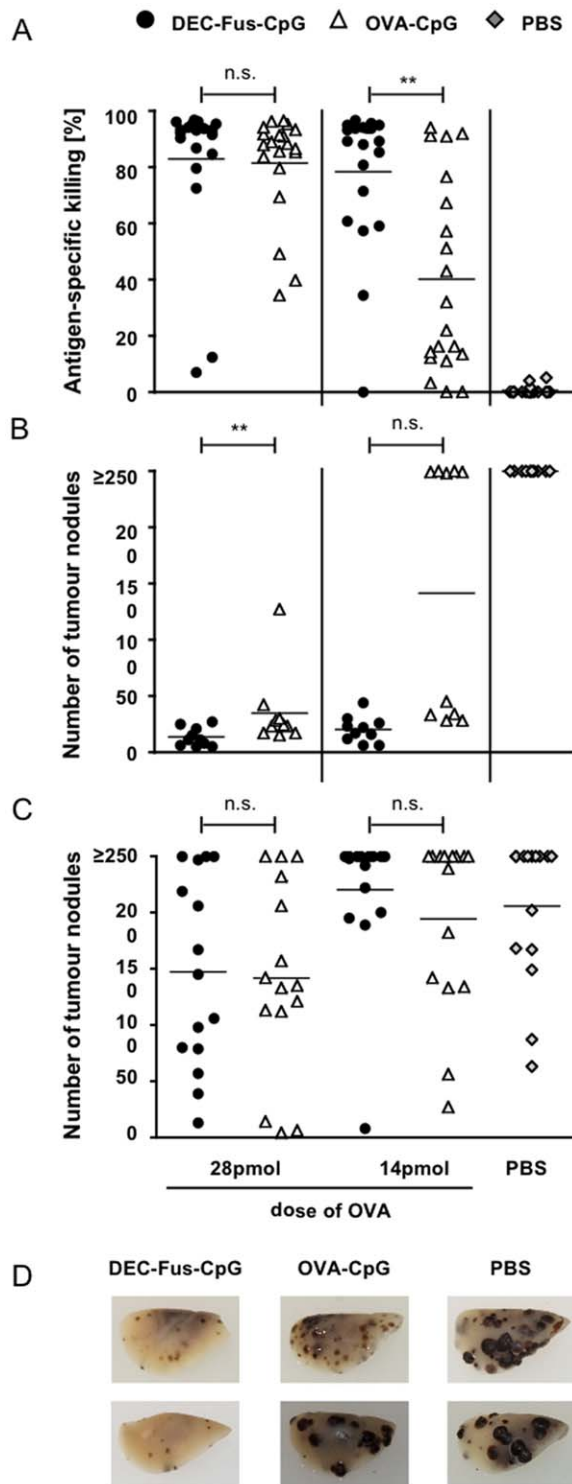 A
DEC-Fus-CpG OVA-CpG PBS
n.s. **
Antigen-specific killing [%]
100
80
60
40
20
0
B
** n.s.
Number of tumour nodules
≥250
20
0
15
0
10
0
50
0
C
n.s. n.s.
Number of tumour nodules
≥250
20
0
15
0
10
0
50
0
28pmol 14pmol PBS
dose of OVA
D
DEC-Fus-CpG OVA-CpG PBS